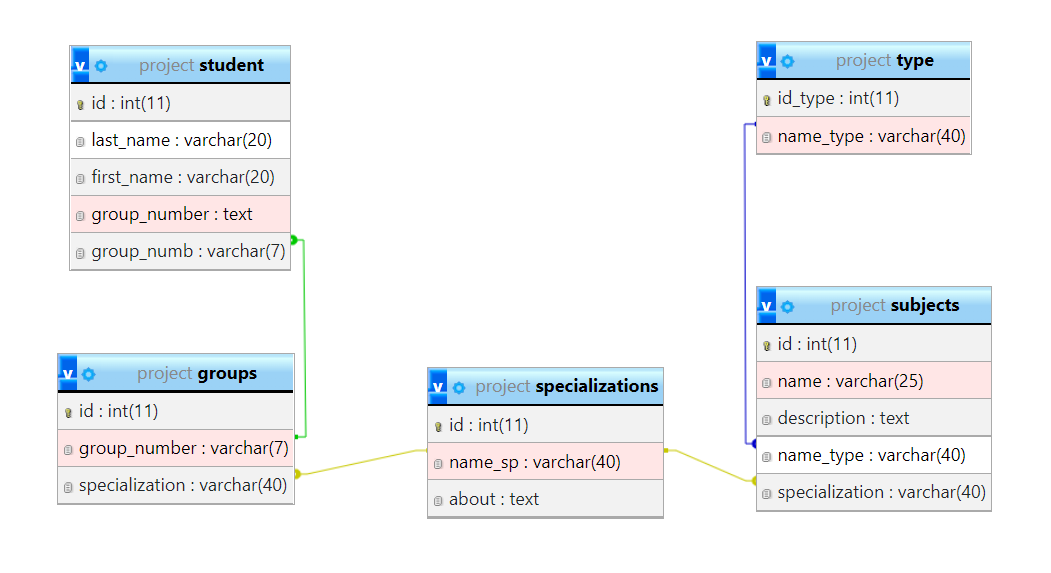 v project student
id : int(11)
last_name : varchar(20)
first_name : varchar(20)
group_number : text
group_numb : varchar(7)
v project type
id_type : int(11)
name_type : varchar(40)
v project groups
id : int(11)
group_number : varchar(7)
specialization : varchar(40)
v project specializations
id : int(11)
name_sp : varchar(40)
about : text
v project subjects
id : int(11)
name : varchar(25)
description : text
name_type : varchar(40)
specialization : varchar(40)